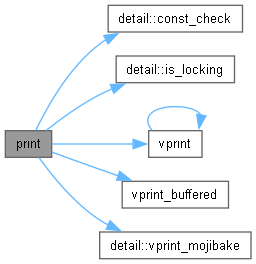 detail::const_check
detail::is_locking
print
vprint
vprint_buffered
detail::vprint_mojibake